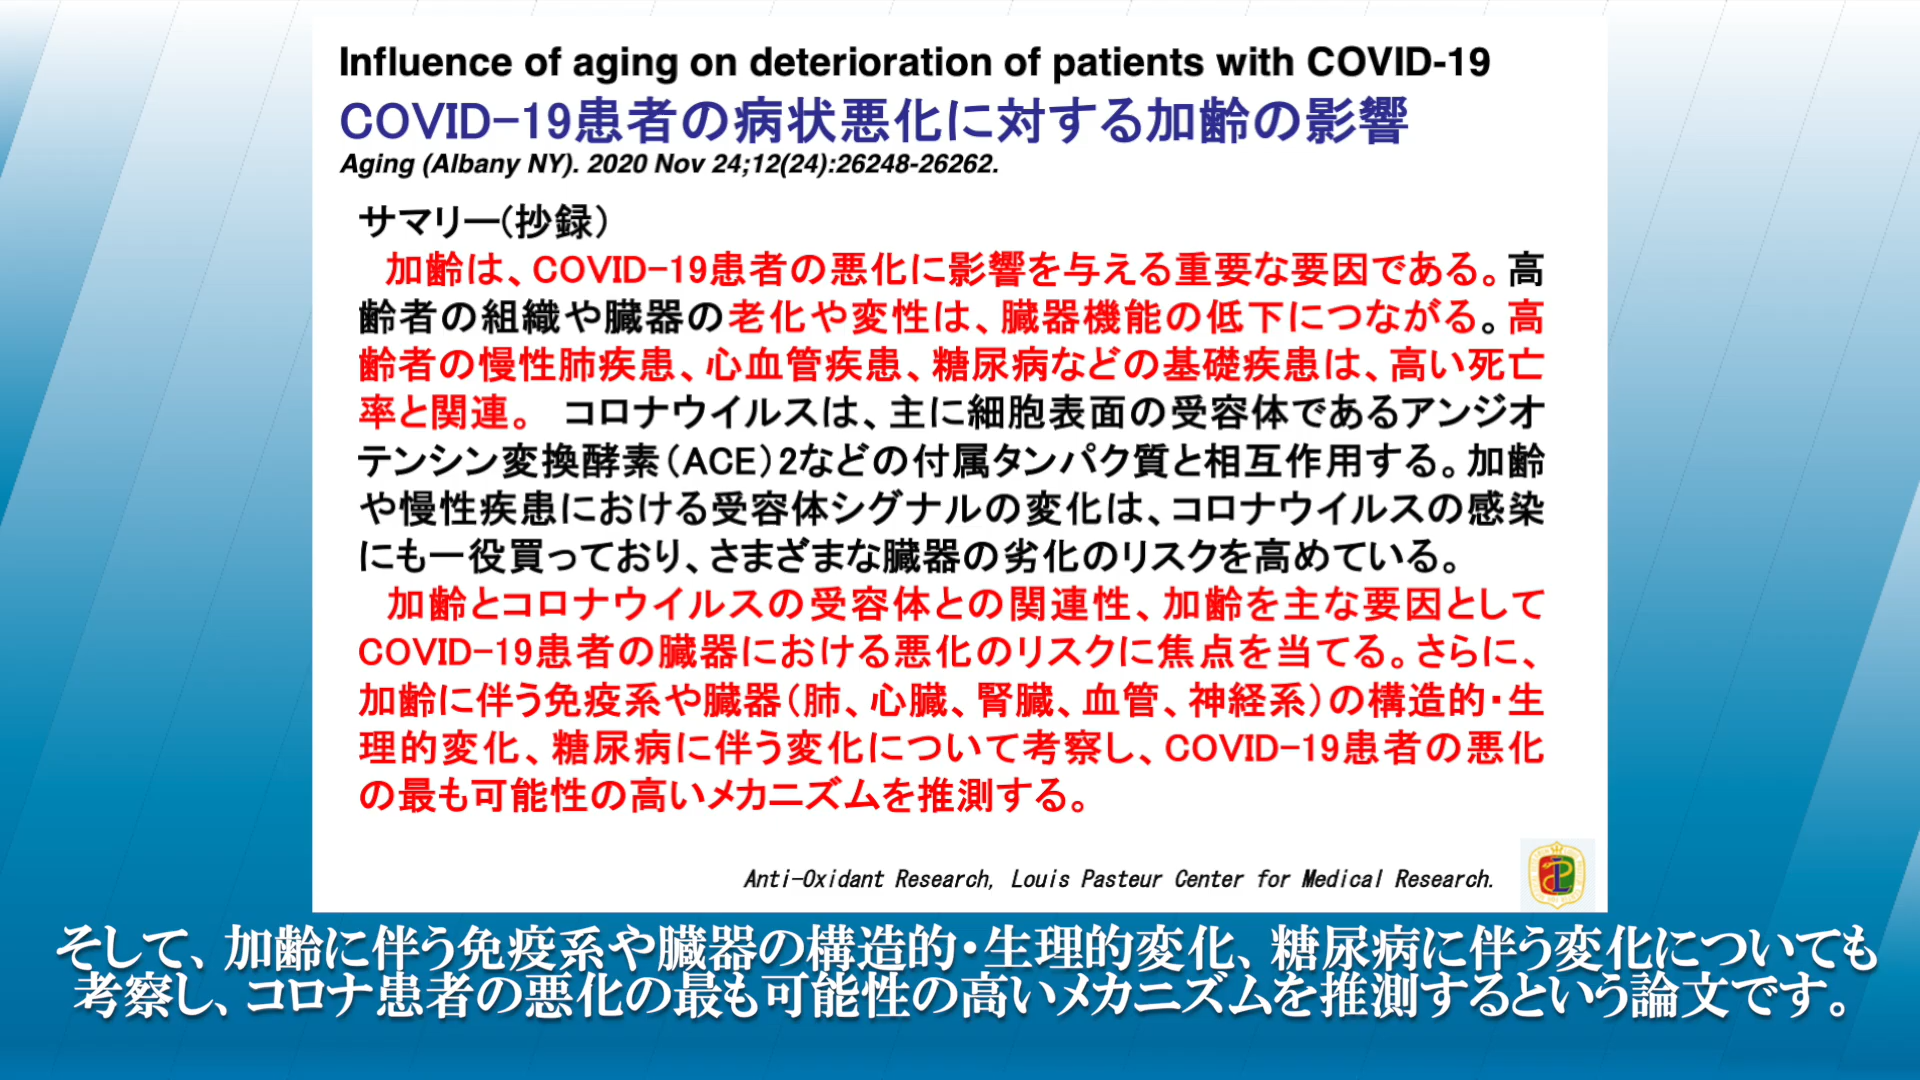 Influence of aging on deterioration of patients with COVID-19
COVID-19患者の病状悪化に対する加齢の影響
Aging (Albany NY). 2020 Nov 24;12(24):26248-26262.
サマリー(抄録)
加齢は、COVID-19患者の悪化に影響を与える重要な要因である。高
齢者の組織や臓器の老化や変性は、臓器機能の低下につながる。高
齢者の慢性肺疾患、心血管疾患、糖尿病などの基礎疾患は、高い死亡
率と関連。 コロナウイルスは、主に細胞表面の受容体であるアンジオ
テンシン変換酵素(ACE)2などの付属タンパク質と相互作用する。加齢
や慢性疾患における受容体シグナルの変化は、コロナウイルスの感染
にも一役買っており、さまざまな臓器の劣化のリスクを高めている。
加齢とコロナウイルスの受容体との関連性、加齢を主な要因として
COVID-19患者の臓器における悪化のリスクに焦点を当てる。さらに、
加齢に伴う免疫系や臓器(肺、心臓、腎臓、血管、神経系)の構造的・生
理的変化、糖尿病に伴う変化について考察し、COVID-19患者の悪化
の最も可能性の高いメカニズムを推測する。
Anti-Oxidant Research, Louis Pasteur Center for Medical Research.
そして、加齢に伴う免疫系や臓器の構造的・生理的変化、糖尿病に伴う変化についても
考察し、コロナ患者の悪化の最も可能性の高いメカニズムを推測するという論文です。